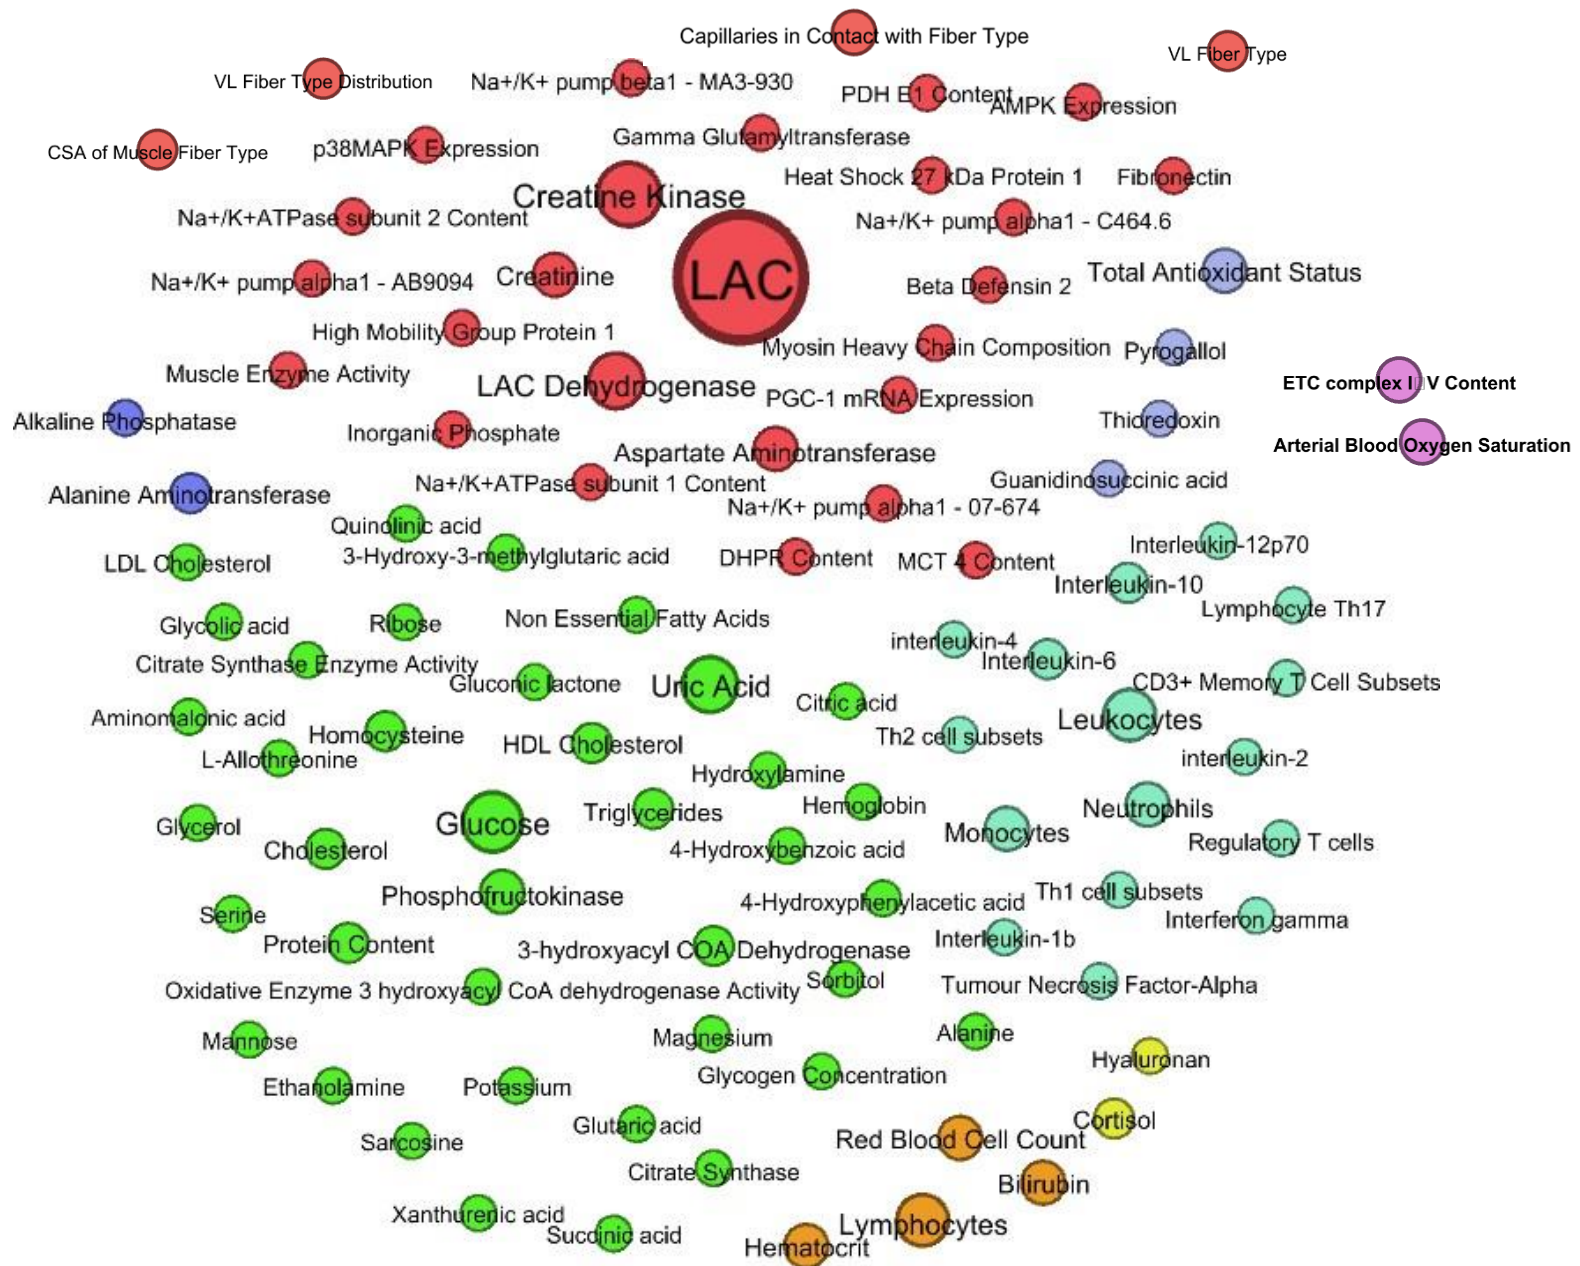 Capillaries in Contact with Fiber Type
VL Fiber Type
VL Fiber Type Distribution
Na+/K+ pump beta1 - MA3-930
PDH E1 Content
AMPK Expression
Gamma Glutamyltransferase
CSA of Muscle Fiber Type
p38MAPK Expression
Heat Shock 27 kDa Protein 1
Fibronectin
Creatine Kinase
Na+/K+ATPase subunit 2 Content
Na+/K+ pump alpha1 - C464.6
LAC
Total Antioxidant Status
Na+/K+ pump alpha1 - AB9094
Creatinine
Beta Defensin 2
High Mobility Group Protein 1
Myosin Heavy Chain Composition
Pyrogallol
Muscle Enzyme Activity
LAC Dehydrogenase
PGC-1 mRNA Expression
ETC complex I V Content
Alkaline Phosphatase
Inorganic Phosphate
Thioredoxin
Arterial Blood Oxygen Saturation
Aspartate Aminotransferase
Na+/K+ATPase subunit 1 Content
Guanidinosuccinic acid
Alanine Aminotransferase
Na+/K+ pump alpha1 - 07-674
Quinolinic acid
Interleukin-12p70
LDL Cholesterol
3-Hydroxy-3-methylglutaric acid
DHPR Content
MCT 4 Content
Interleukin-10
Lymphocyte Th17
Glycolic acid
Ribose
Non Essential Fatty Acids
interleukin-4
Interleukin-6
Citrate Synthase Enzyme Activity
Gluconic lactone
Uric Acid
CD3+ Memory T Cell Subsets
Citric acid
Aminomalonic acid
Leukocytes
Homocysteine
HDL Cholesterol
Th2 cell subsets
L-Allothreonine
interleukin-2
Hydroxylamine
Hemoglobin
Neutrophils
Triglycerides
Glycerol
Glucose
Monocytes
Regulatory T cells
Cholesterol
4-Hydroxybenzoic acid
Th1 cell subsets
Phosphofructokinase
4-Hydroxyphenylacetic acid
Serine
Interferon gamma
Protein Content
3-hydroxyacyl COA Dehydrogenase
Interleukin-1b
Oxidative Enzyme 3 hydroxyacyl CoA dehydrogenase Activity
Sorbitol
Tumour Necrosis Factor-Alpha
Mannose
Magnesium
Alanine
Hyaluronan
Ethanolamine
Potassium
Glycogen Concentration
Glutaric acid
Cortisol
Sarcosine
Red Blood Cell Count
Citrate Synthase
Bilirubin
Xanthurenic acid
Succinic acid
Lymphocytes
Hematocrit